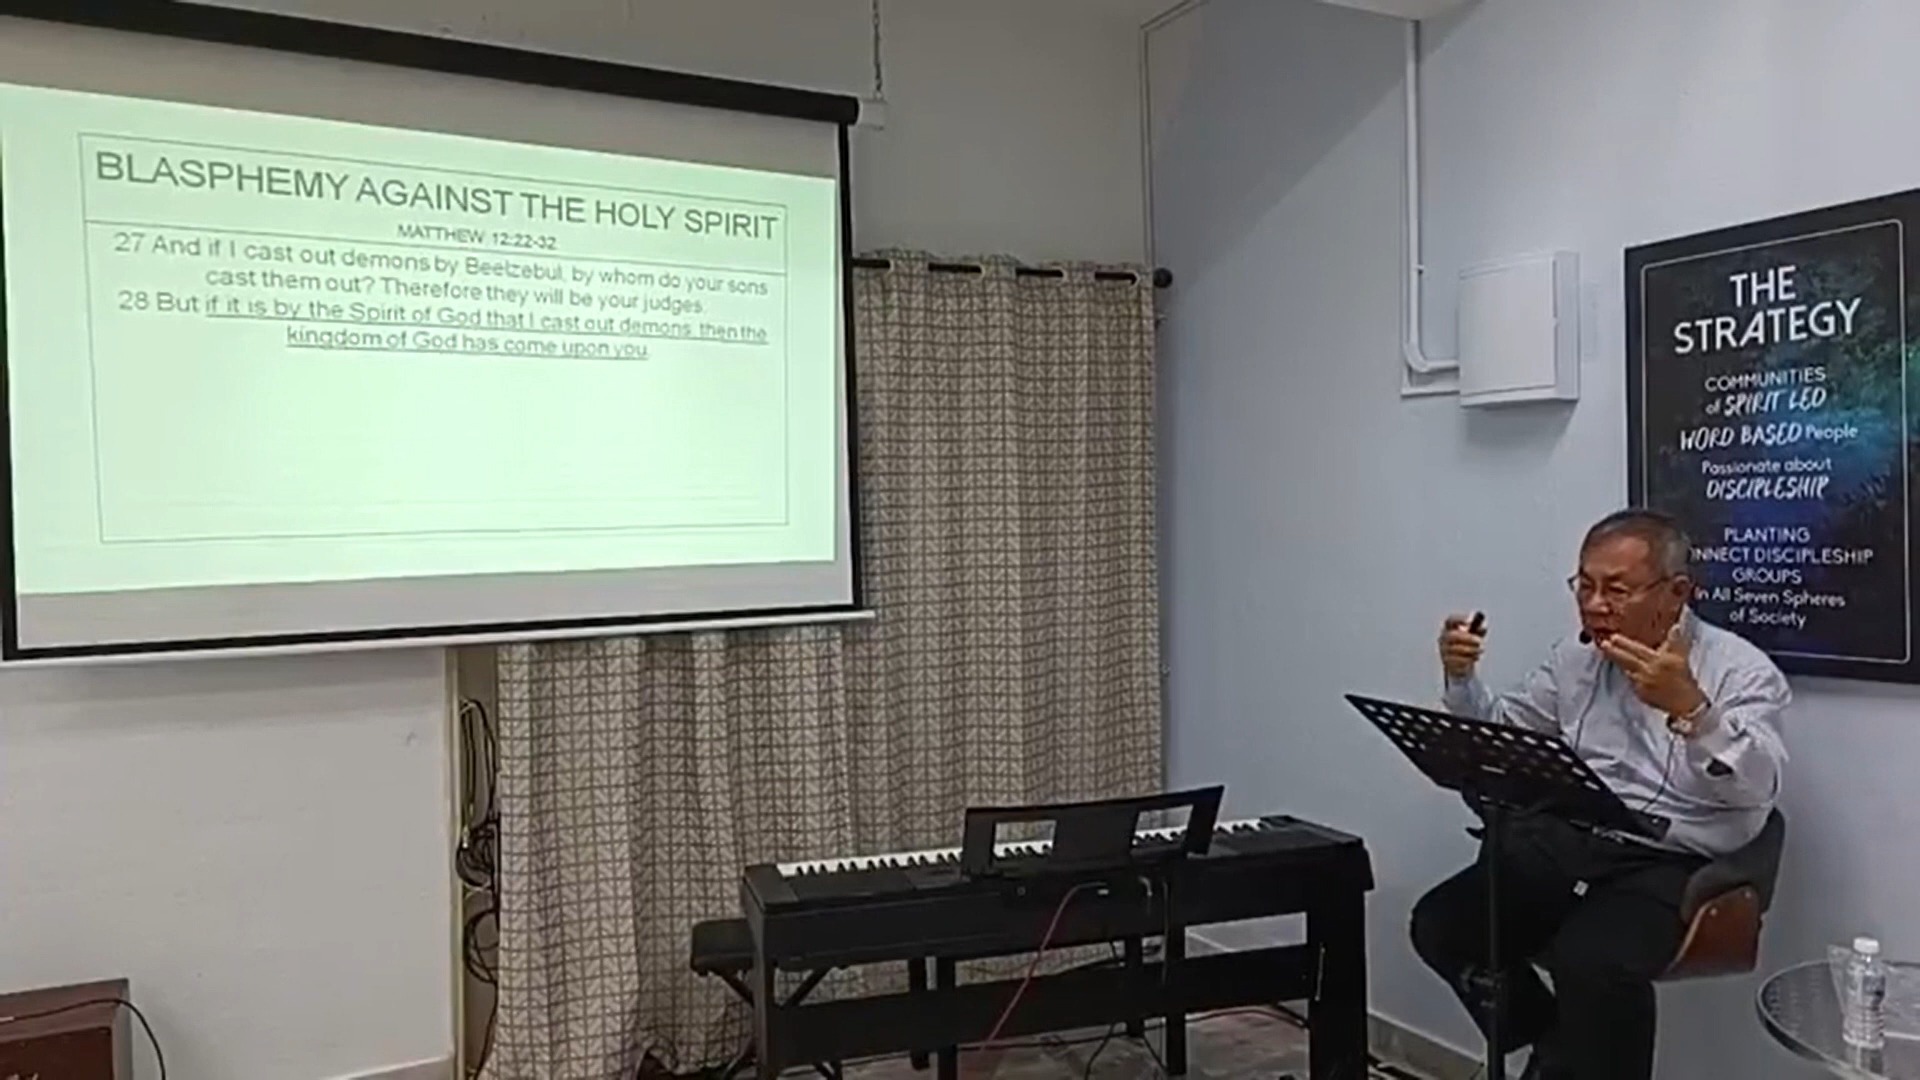 BLASPHEMY AGAINST THE HOLY SPIRIT
MATTHEW 12:22-32
27 And if I cast out demons by Beelzebul, by whom do your sons
cast them out? Therefore they will be your judges.
28 But if it is by the Spirit of God that I cast out demons, then the
kingdom of God has come upon you.
THE
STRATEGY
COMMUNITIES
of SPIRIT LED
WORD BASED People
Passionate about
DISCIPLESHIP
PLANTING
NNECT DISCIPLESHIP
GROUPS
In All Seven Spheres
of Society